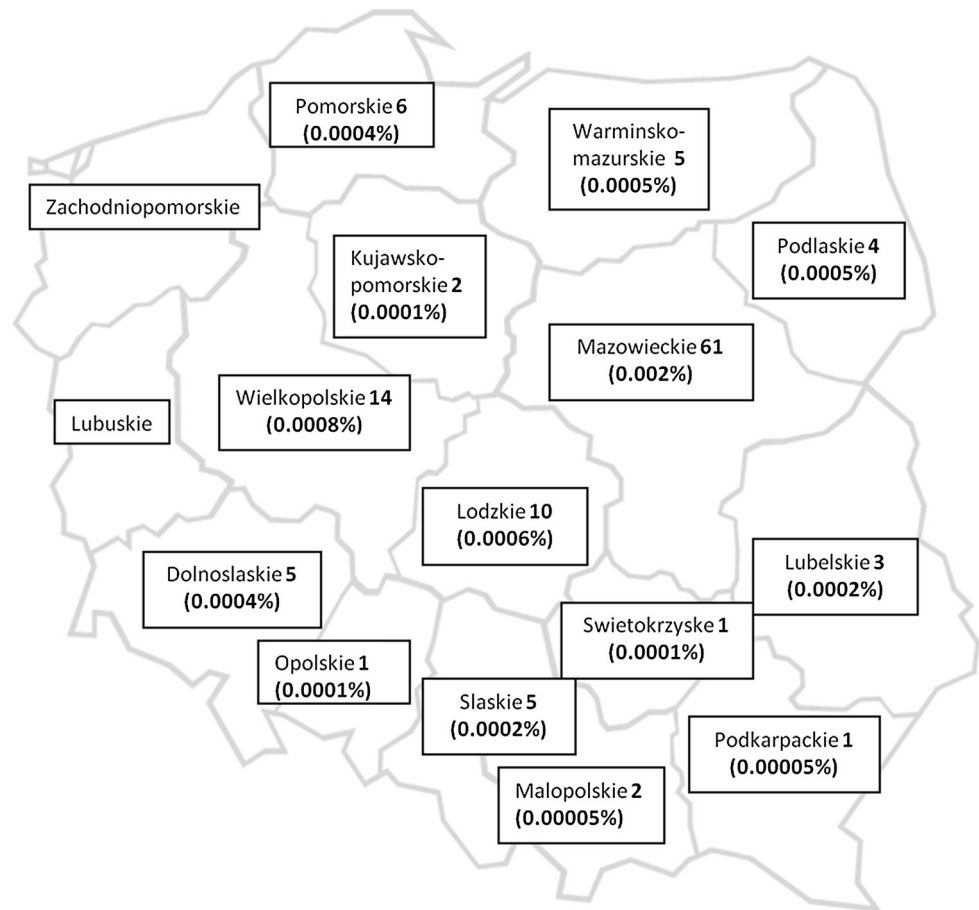 Pomorskie 6
(0.0004%)
Warminsko-
mazurskie 5
(0.0005%)
Zachodniopomorskie
Kujawsko-
pomorskie 2
(0.0001%)
Podlaskie 4
(0.0005%)
Mazowieckie 61
(0.002%)
Wielkopolskie 14
(0.0008%)
Lubuskie
Lodzkie 10
(0.0006%)
Dolnoslaskie 5
(0.0004%)
Lubelskie 3
(0.0002%)
Swietokrzyske 1
(0.0001%)
Opolskie 1
(0.0001%)
Slaskie 5
(0.0002%)
Podkarpackie 1
(0.00005%)
Malopolskie 2
(0.00005%)